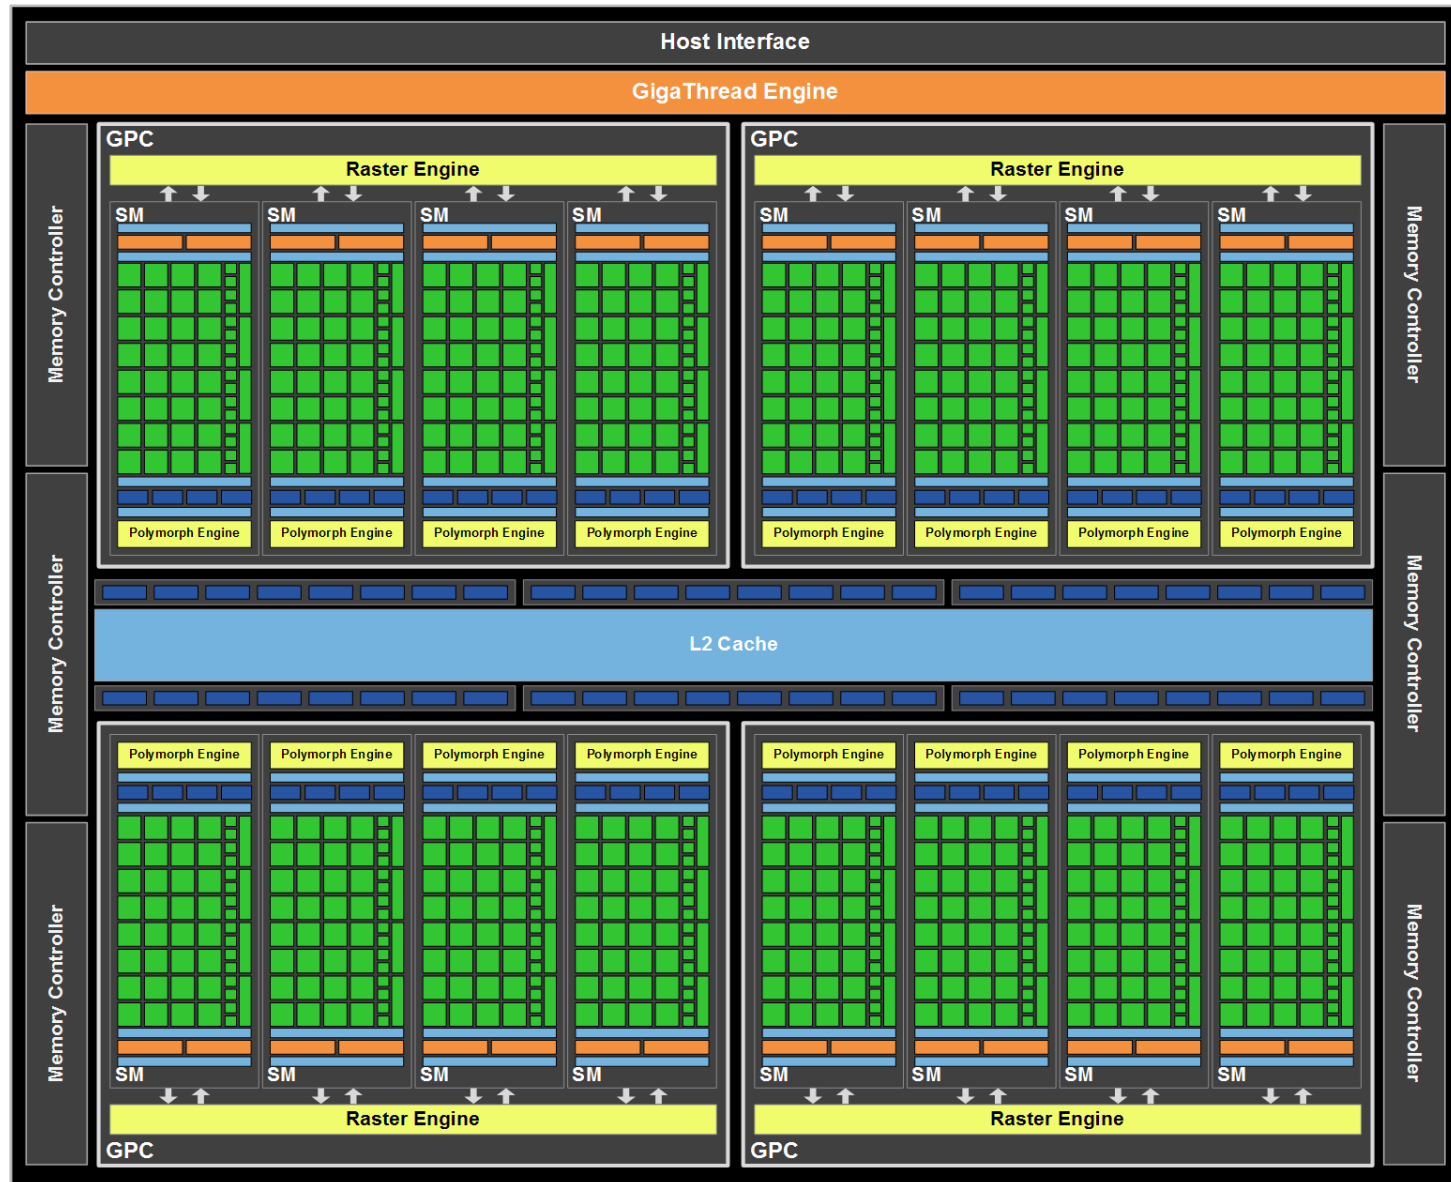 Host Interface
GigaThread Engine
GPC
GPC
Raster Engine
Raster Engine
SM
SM
SM
SM
SM
SM
SM
SM
Memory Controller
Memory Controller
Polymorph Engine
Polymorph Engine
Polymorph Engine
Polymorph Engine
Polymorph Engine
Polymorph Engine
Polymorph Engine
Polymorph Engine
Memory Controller
L2 Cache
Memory Controller
Polymorph Engine
Polymorph Engine
Polymorph Engine
Polymorph Engine
Polymorph Engine
Polymorph Engine
Polymorph Engine
Polymorph Engine
Memory Controller
Memory Controller
SM
SM
SM
SM
SM
SM
SM
SM
Raster Engine
Raster Engine
GPC
GPC